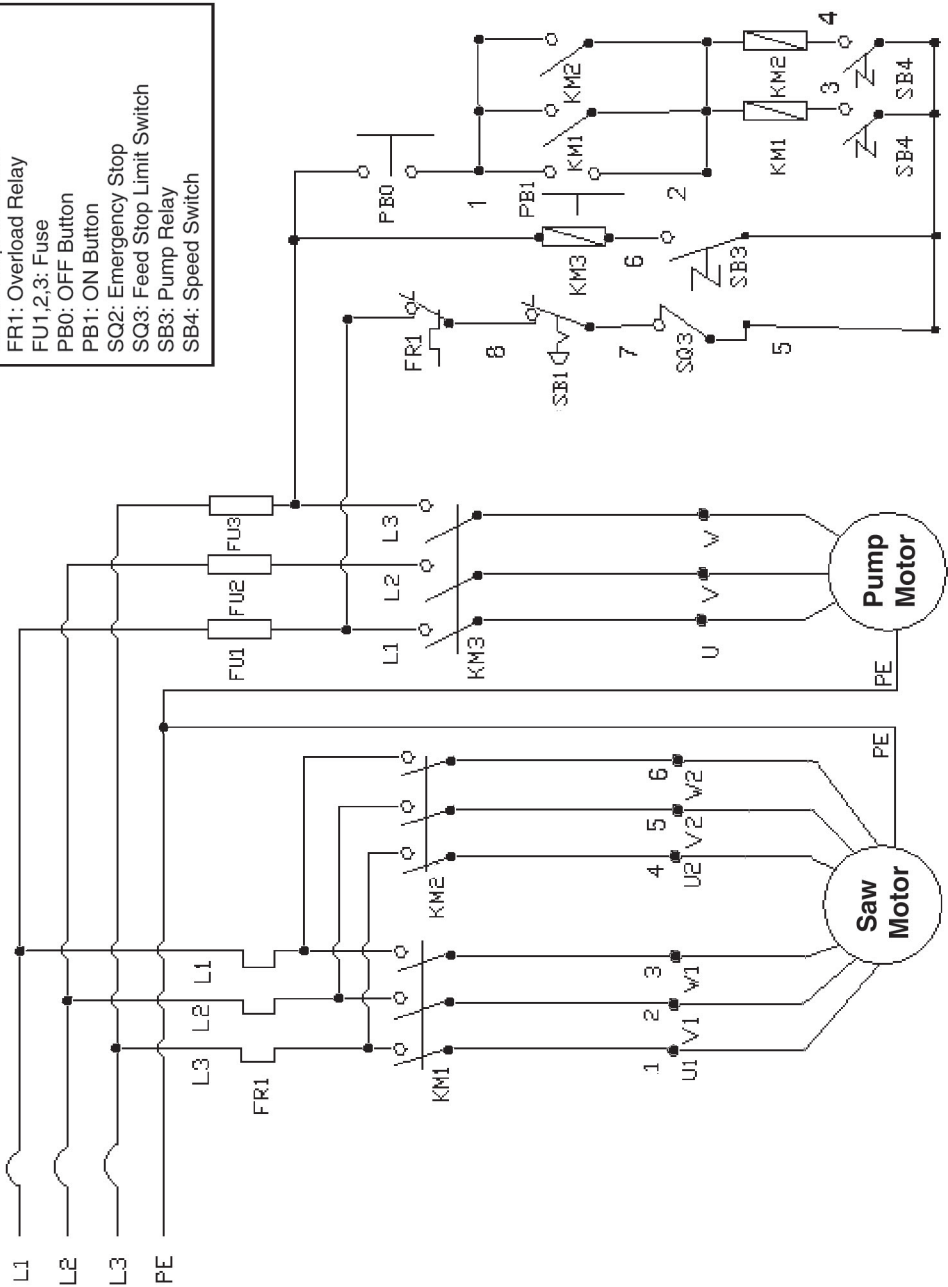 FR1: Overload Relay
FU1,2,3: Fuse
PB0: OFF Button
PB1: ON Button
SQ2: Emergency Stop
SQ3: Feed Stop Limit Switch
SB3: Pump Relay
SB4: Speed Switch
L1
L2
L3
PE
L3
L2
L1
FR1
KM1
KM2
1
2
3
4
5
6
U1
V1
W1
U2
V2
W2
PE
Saw
Motor
FU1
FU2
FU3
L1
L2
L3
KM3
U
V
W
PE
Pump
Motor
FR1
8
SB1
7
SQ3
5
KM3
6
SB3
PB0
1
PB1
KM1
KM2
2
KM1
KM2
3
4
SB4
SB4